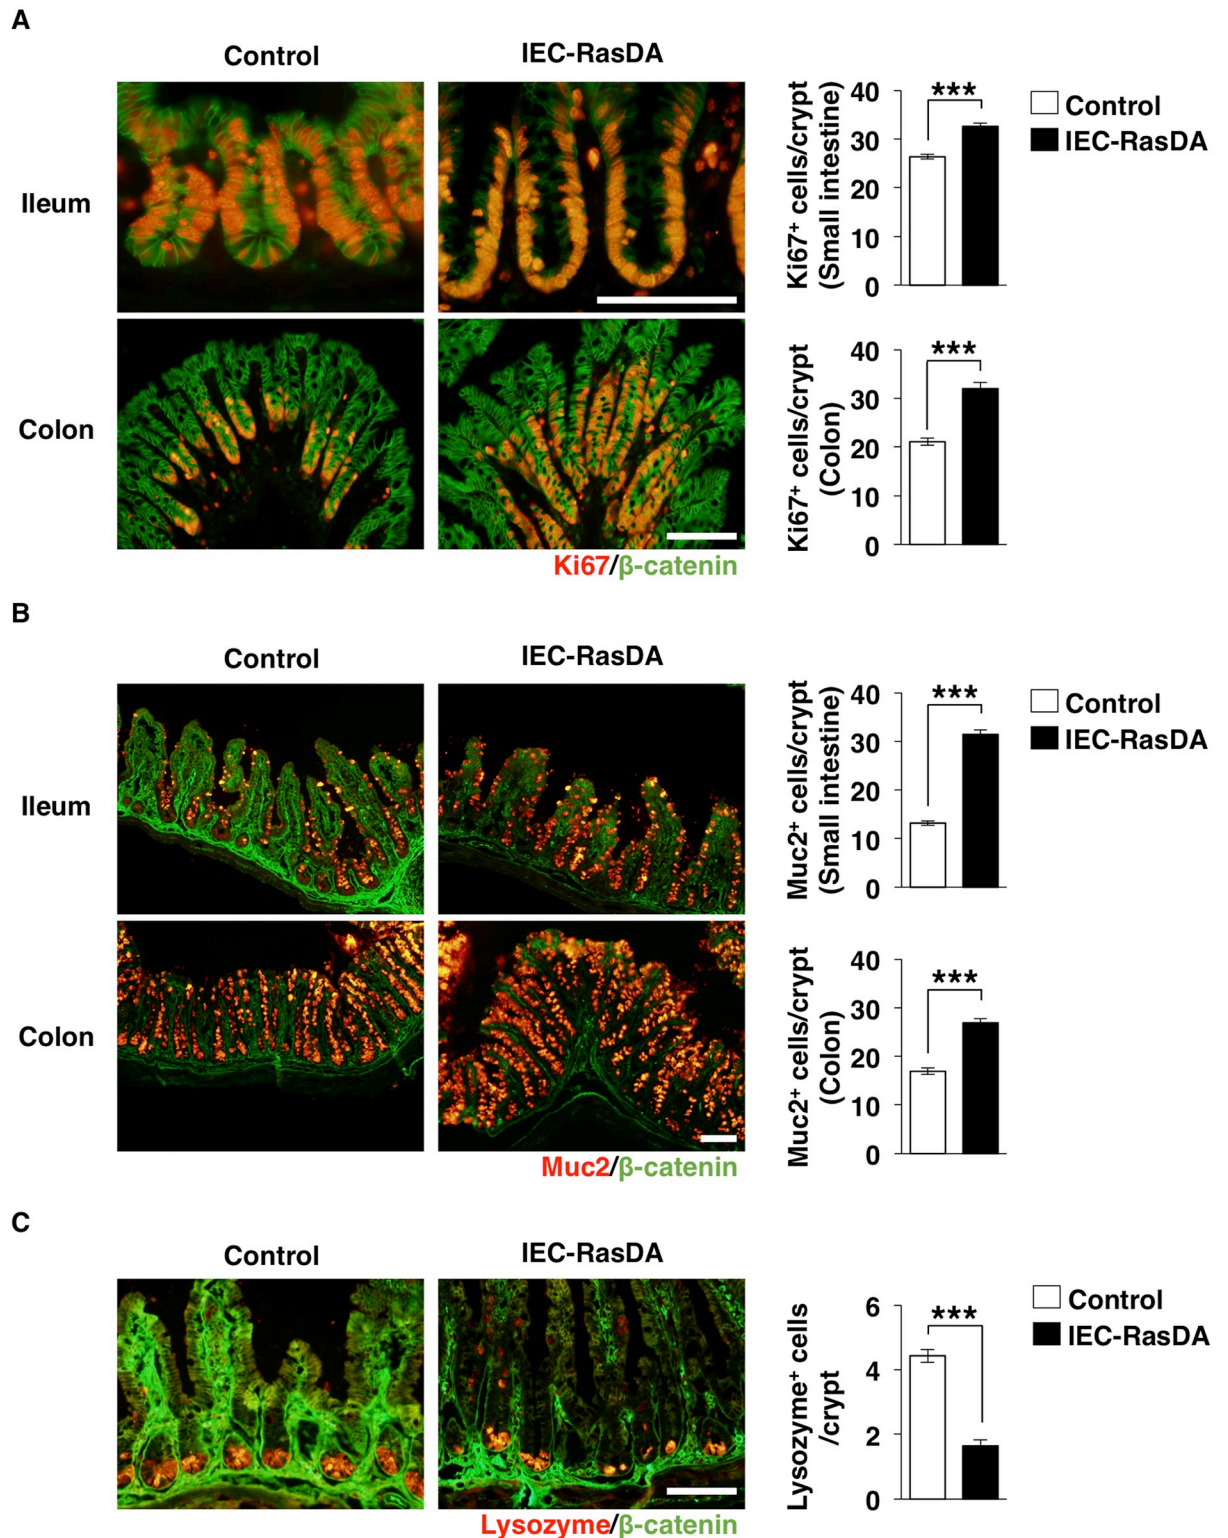 A
Control
IEC-RasDA
Ileum
Colon
Ki67/β-catenin
Ki67⁺ cells/crypt
(Small intestine)
40
30
20
10
0
***
Control
IEC-RasDA
Ki67⁺ cells/crypt
(Colon)
40
30
20
10
0
***
B
Control
IEC-RasDA
Ileum
Colon
Muc2/β-catenin
Muc2⁺ cells/crypt
(Small intestine)
40
30
20
10
0
***
Control
IEC-RasDA
Muc2⁺ cells/crypt
(Colon)
40
30
20
10
0
***
C
Control
IEC-RasDA
Lysozyme/β-catenin
Lysozyme⁺ cells
/crypt
6
4
2
0
***
Control
IEC-RasDA